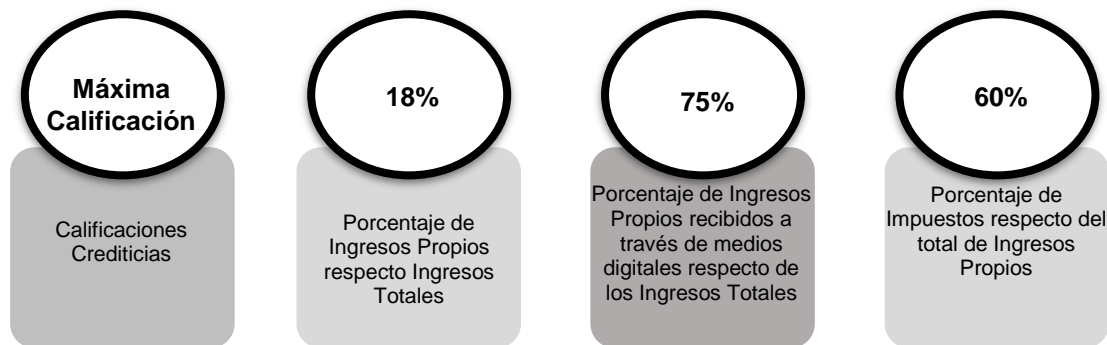 Máxima
Calificación
Calificaciones
Crediticias
18%
Porcentaje de
Ingresos Propios
respecto Ingresos
Totales
75%
Porcentaje de Ingresos
Propios recibidos a
través de medios
digitales respecto de
los Ingresos Totales
60%
Porcentaje de
Impuestos respecto del
total de Ingresos
Propios